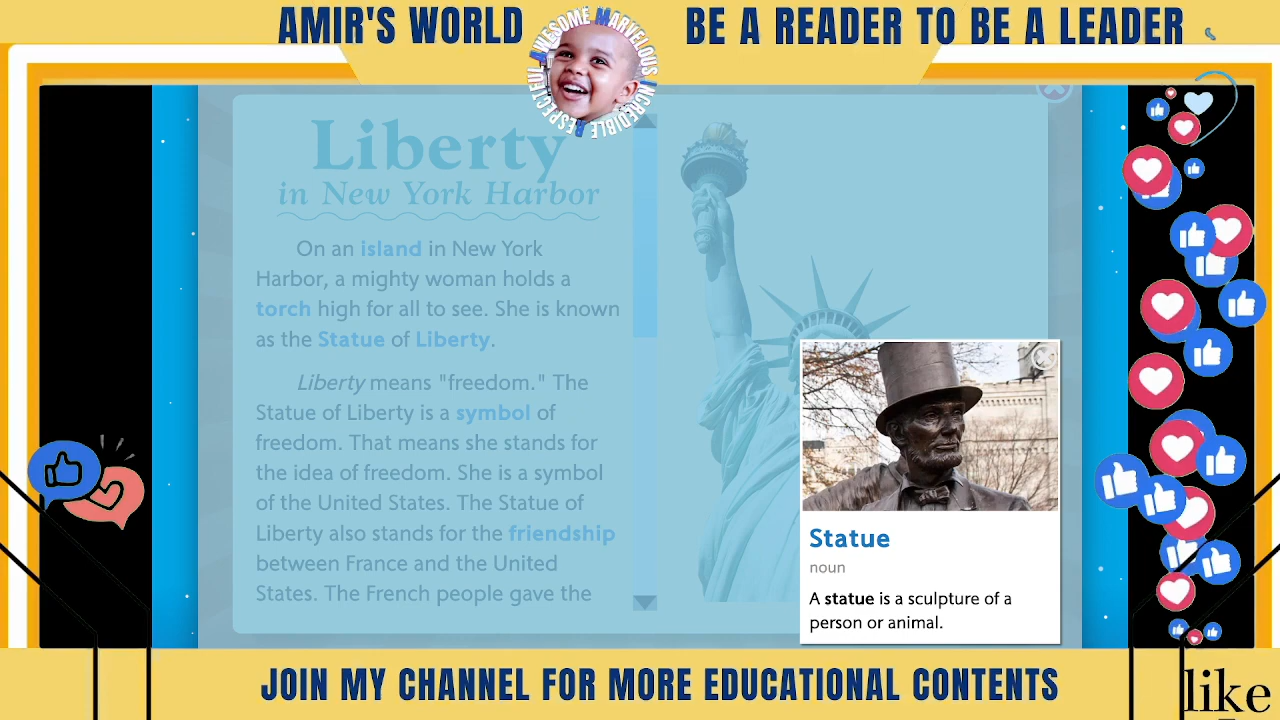 AMIR'S WORLD
BE A READER TO BE A LEADER
AWESOME MARVELOUS INCREDIBLE RESPECTFUL
Liberty
in New York Harbor
On an island in New York
Harbor, a mighty woman holds a
torch high for all to see. She is known
as the Statue of Liberty.
Liberty means "freedom." The
Statue of Liberty is a symbol of
freedom. That means she stands for
the idea of freedom. She is a symbol
of the United States. The Statue of
Liberty also stands for the friendship
between France and the United
States. The French people gave the
Statue
noun
A statue is a sculpture of a
person or animal.
JOIN MY CHANNEL FOR MORE EDUCATIONAL CONTENTS
like